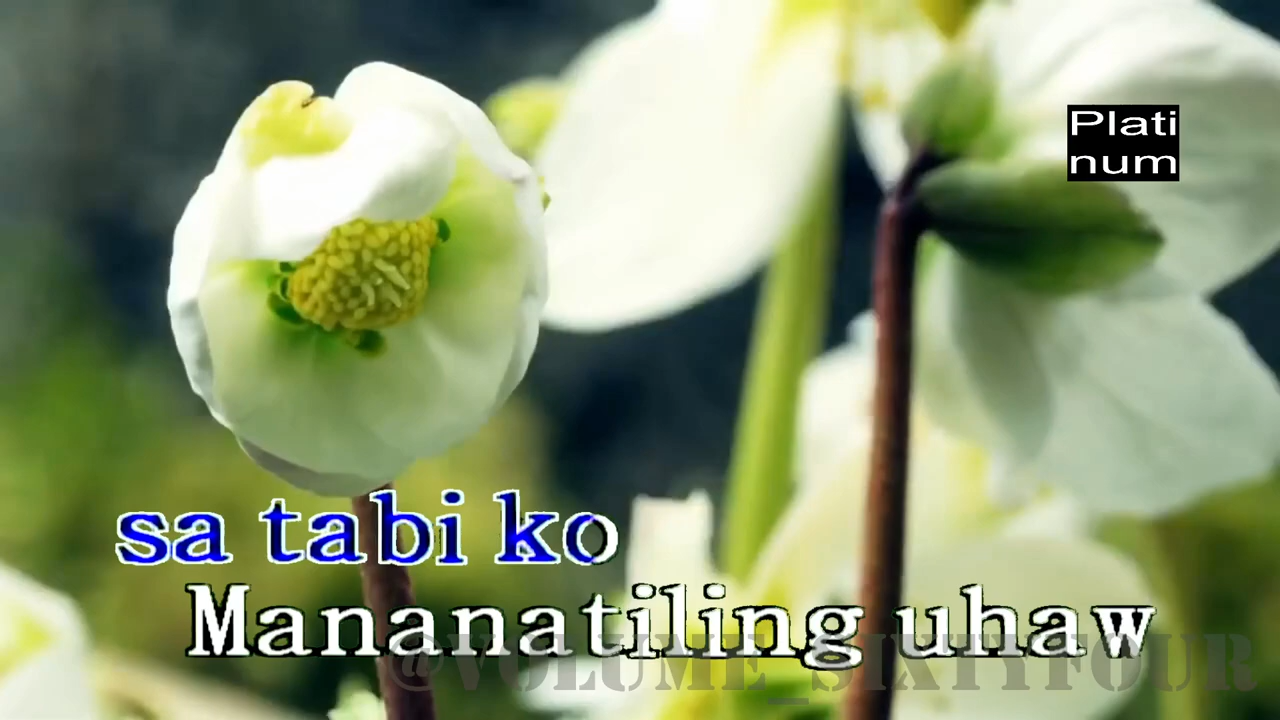 Plati
num
sa tabi ko
Mananatiling uhaw
@VOLUME_SIXTYFOUR